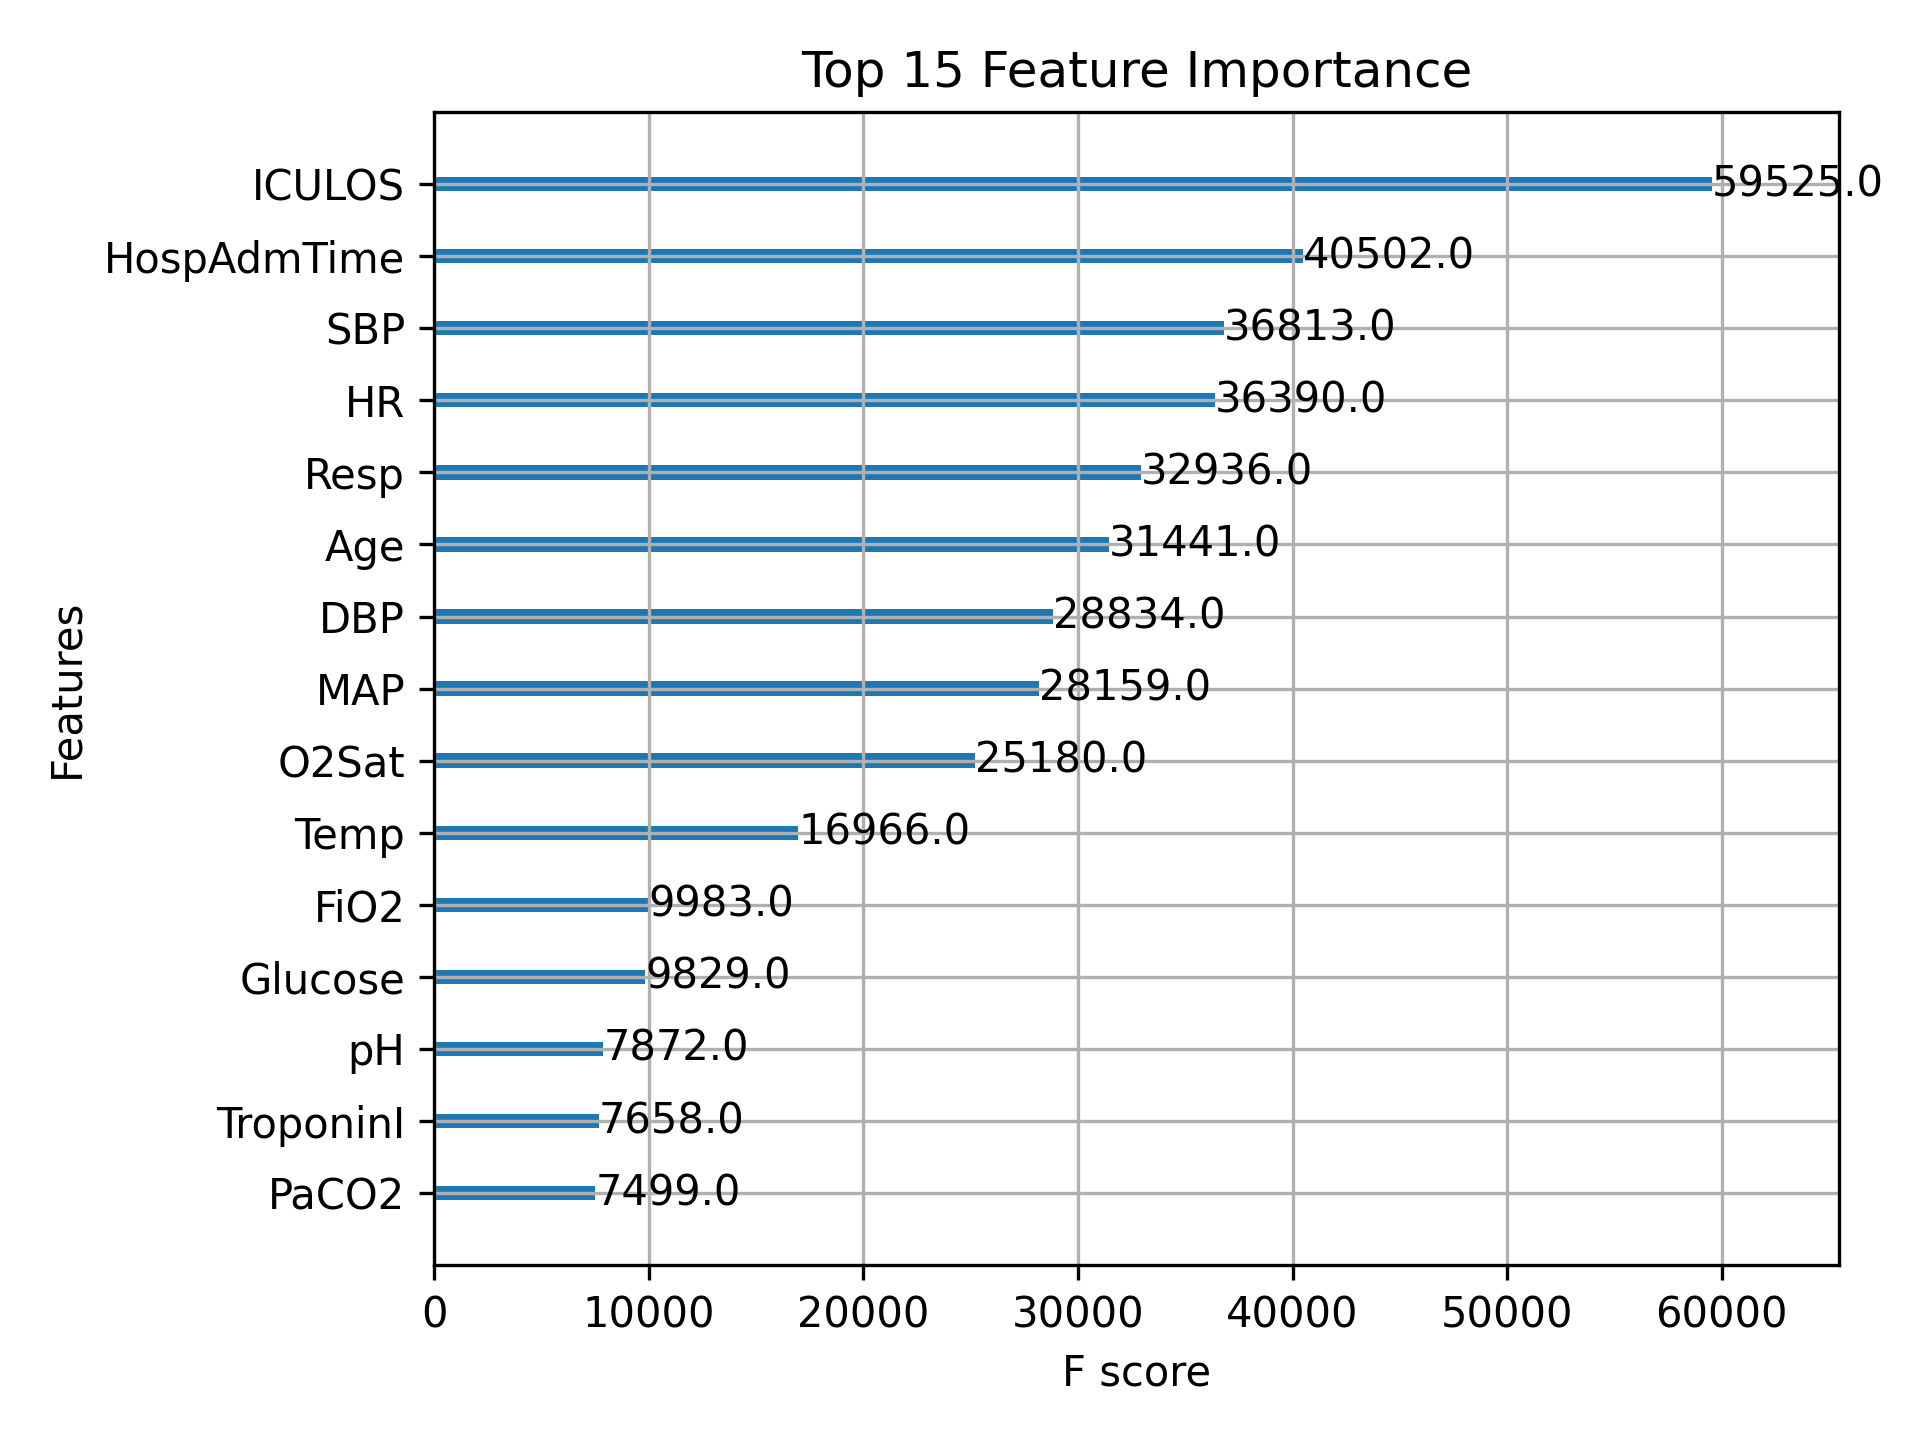 Top 15 Feature Importance
Features
ICULOS 59525.0
HospAdmTime 40502.0
SBP 36813.0
HR 36390.0
Resp 32936.0
Age 31441.0
DBP 28834.0
MAP 28159.0
O2Sat 25180.0
Temp 16966.0
FiO2 9983.0
Glucose 9829.0
pH 7872.0
TroponinI 7658.0
PaCO2 7499.0
0 10000 20000 30000 40000 50000 60000
F score